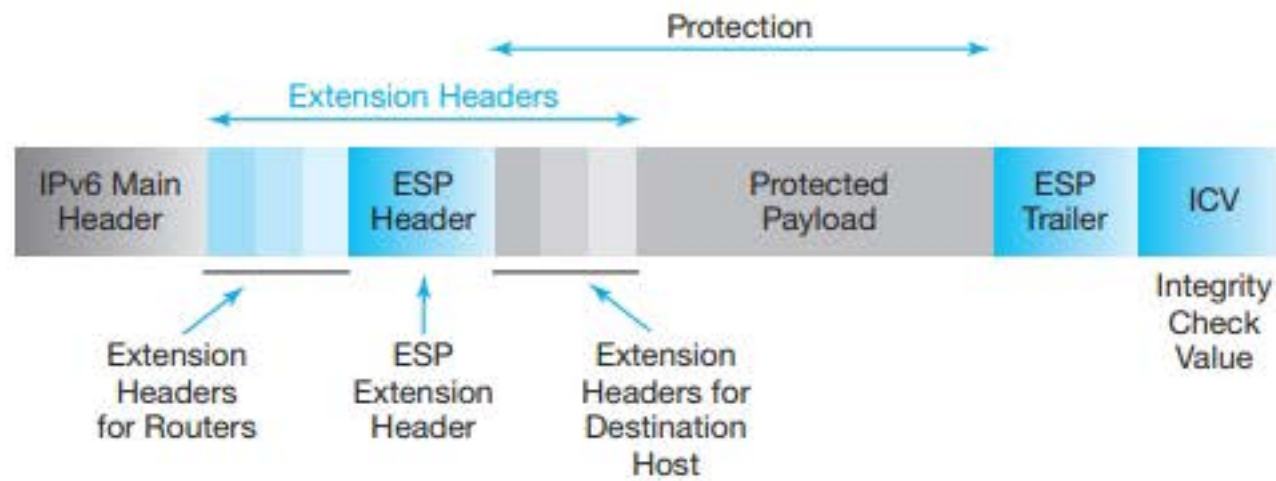 Protection
Extension Headers
IPv6 Main
Header
ESP
Header
Protected
Payload
ESP
Trailer
ICV
Extension
Headers
for Routers
ESP
Extension
Header
Extension
Headers for
Destination
Host
Integrity
Check
Value